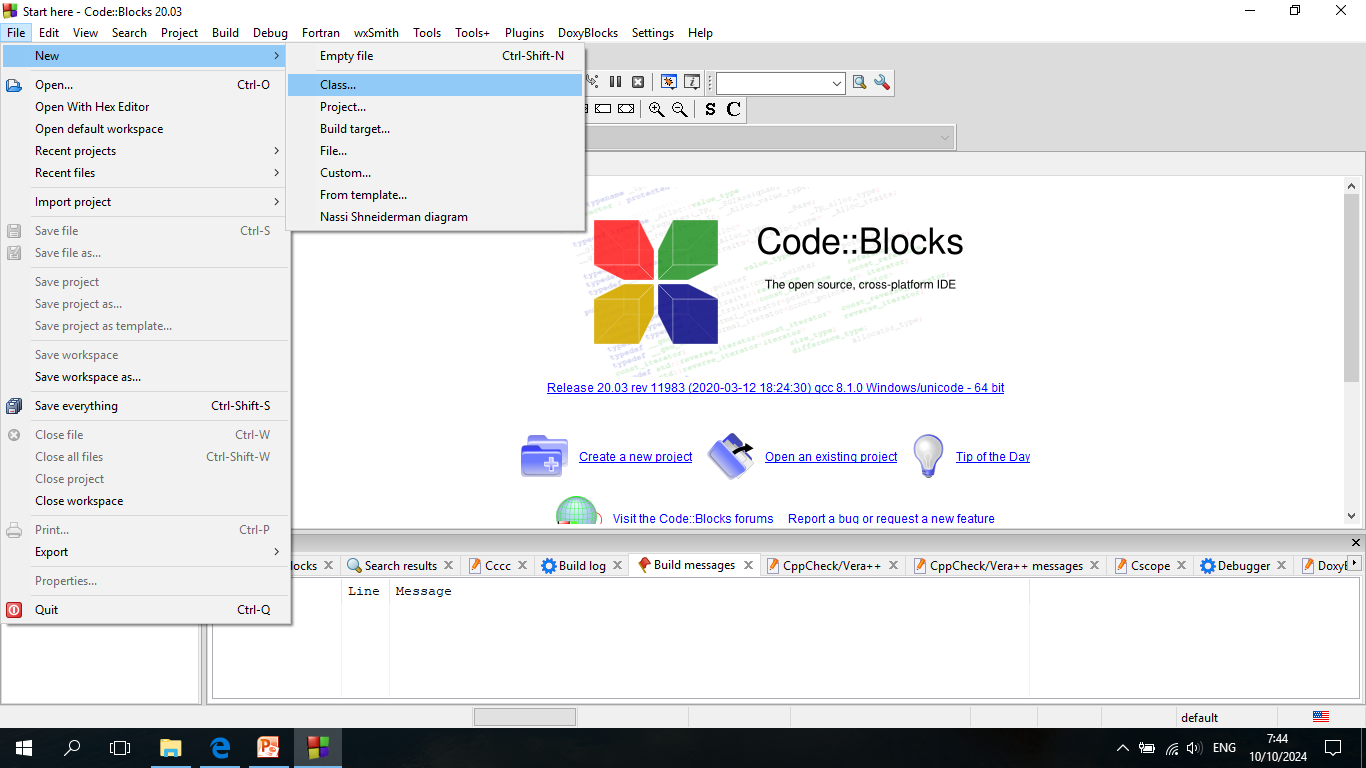 Start here - Code::Blocks 20.03
File Edit View Search Project Build Debug Fortran wxSmith Tools Tools+ Plugins DoxyBlocks Settings Help
New
Open... Ctrl-O
Open With Hex Editor
Open default workspace
Recent projects
Recent files
Import project
Save file Ctrl-S
Save file as...
Save project
Save project as...
Save project as template...
Save workspace
Save workspace as...
Save everything Ctrl-Shift-S
Close file Ctrl-W
Close all files Ctrl-Shift-W
Close project
Close workspace
Print... Ctrl-P
Export
Properties...
Quit Ctrl-Q
Empty file Ctrl-Shift-N
Class...
Project...
Build target...
File...
Custom...
From template...
Nassi Shneiderman diagram
S C
Code::Blocks
The open source, cross-platform IDE
Release 20.03 rev 11983 (2020-03-12 18:24:30) gcc 8.1.0 Windows/unicode - 64 bit
Create a new project Open an existing project Tip of the Day
Visit the Code::Blocks forums Report a bug or request a new feature
locks Search results Cccc Build log Build messages CppCheck/Vera++ CppCheck/Vera++ messages Cscope Debugger DoxyB
Line Message
default
ENG
7:44
10/10/2024